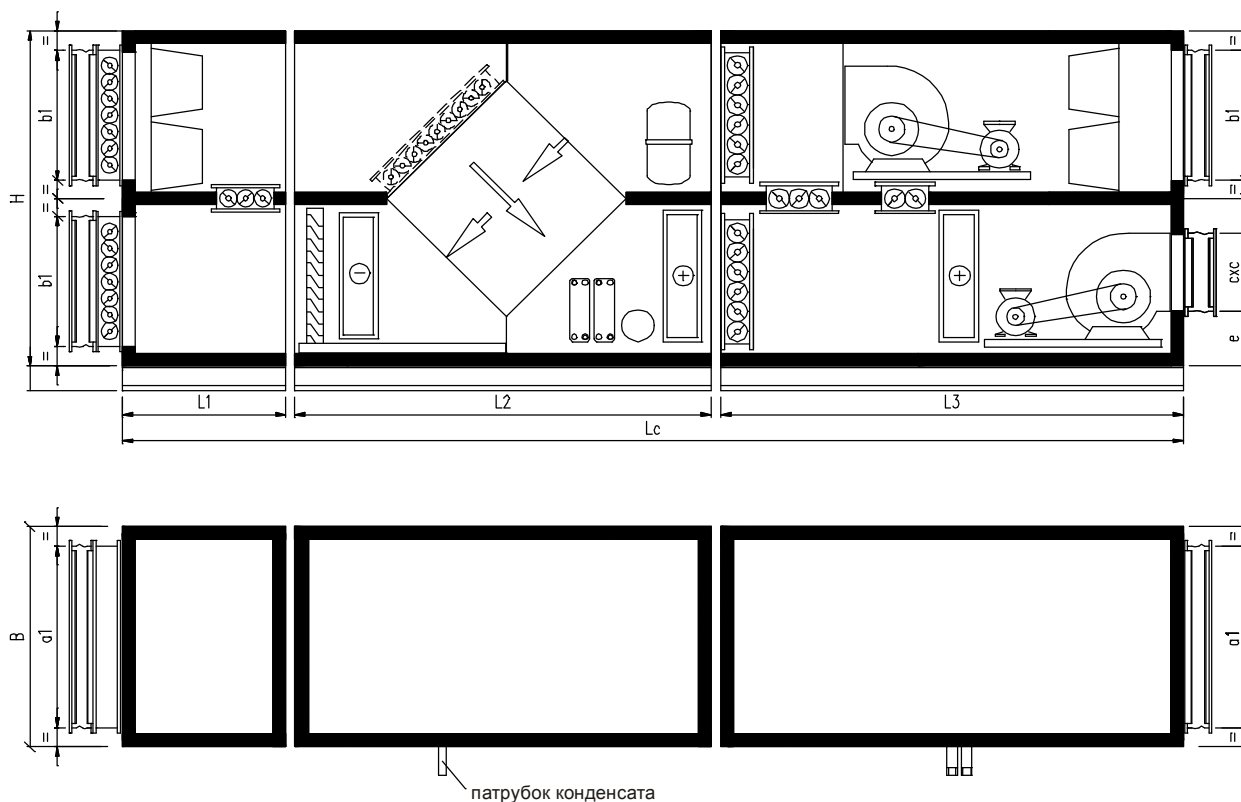 =
b1
=
H
=
b1
=
=
b1
=
cxc
e
−
+
+
L1
L2
L3
Lc
=
B
a1
=
=
a1
=
патрубок конденсата